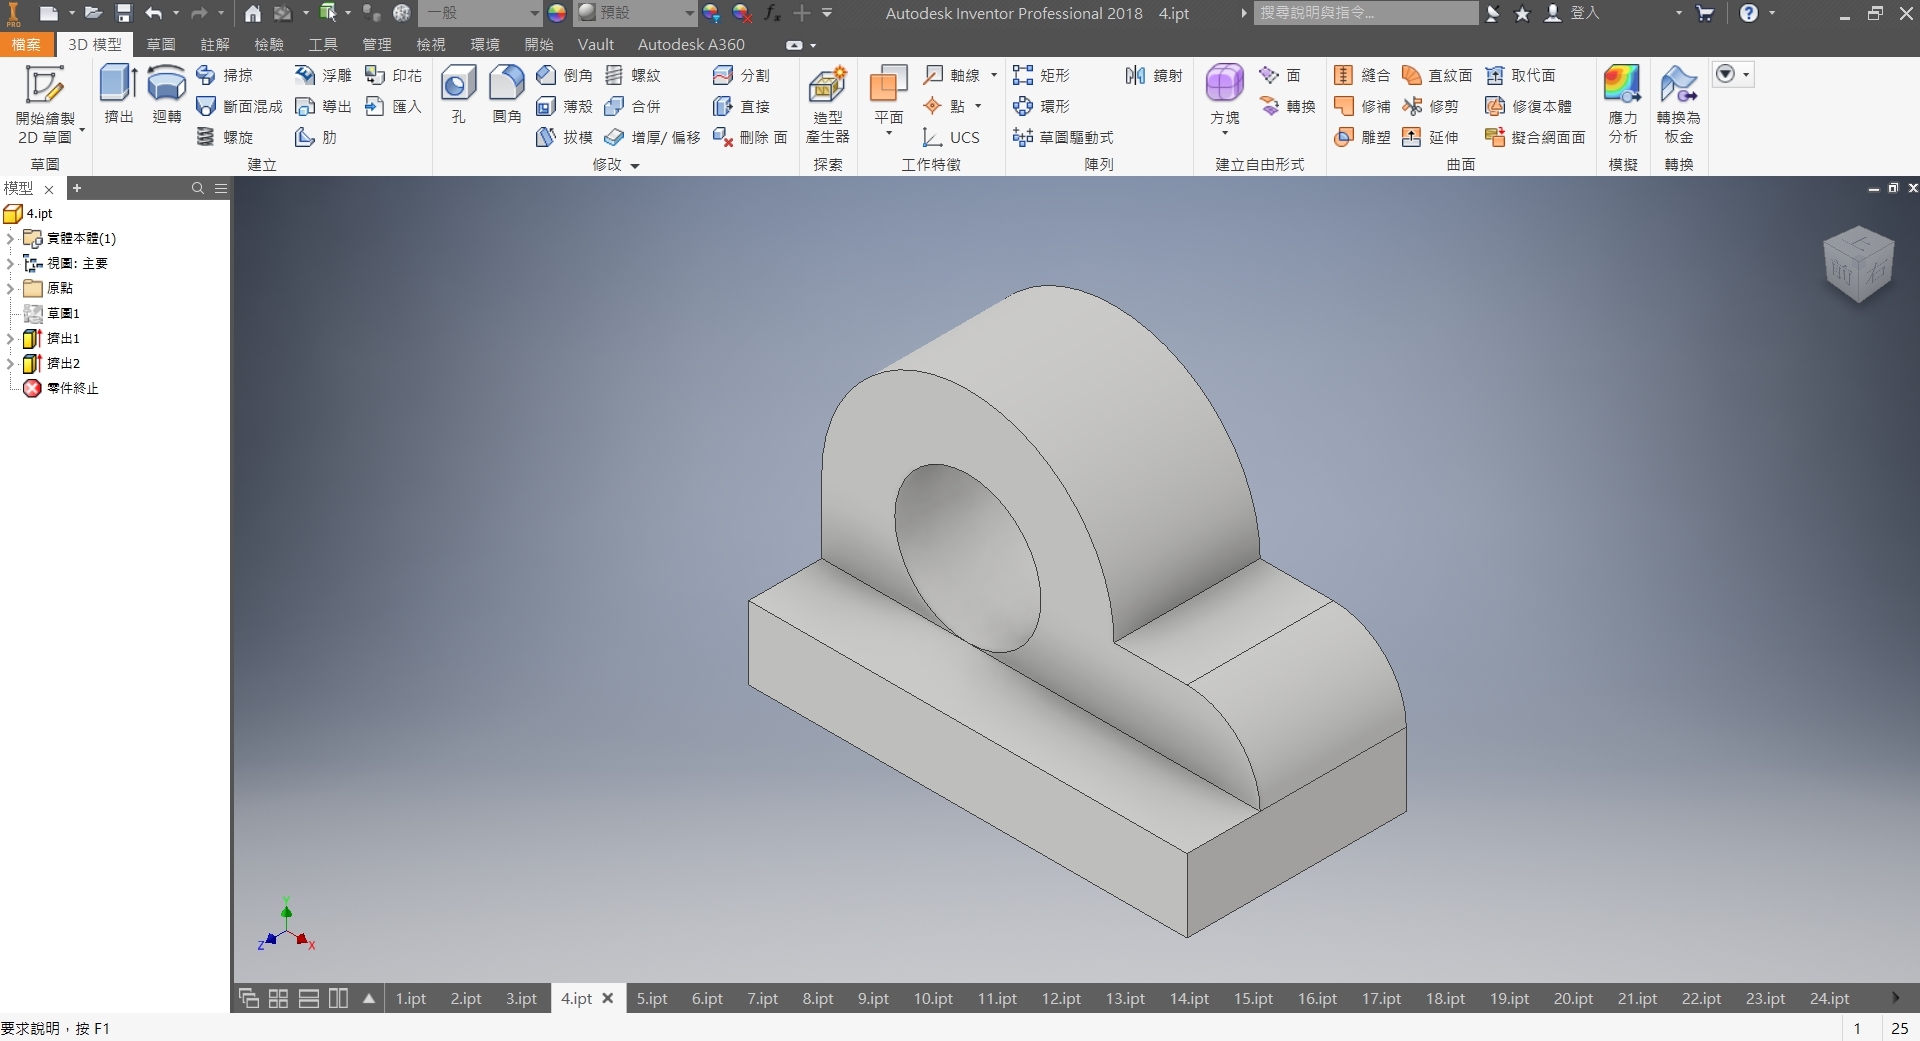 PRO 一般 預設 fx Autodesk Inventor Professional 2018 4.ipt 搜尋說明與指令... 登入
檔案 3D 模型 草圖 註解 檢驗 工具 管理 檢視 環境 開始 Vault Autodesk A360
開始繪製
2D 草圖
草圖
擠出 迴轉 掃掠 浮雕 印花
斷面混成 導出 匯入
螺旋 肋
建立
孔 圓角 倒角 螺紋 分割
薄殼 合併 直接
拔模 增厚/ 偏移 刪除 面
修改
造型
產生器
探索
平面 軸線
點
UCS
工作特徵
矩形 鏡射
環形
草圖驅動式
陣列
方塊 面
轉換
建立自由形式
縫合 直紋面 取代面
修補 修剪 修復本體
雕塑 延伸 擬合網面面
曲面
應力
分析
模擬
轉換為
板金
轉換
模型
4.ipt
實體本體(1)
視圖: 主要
原點
草圖1
擠出1
擠出2
零件終止
上
前 右
Y
Z X
1.ipt 2.ipt 3.ipt 4.ipt 5.ipt 6.ipt 7.ipt 8.ipt 9.ipt 10.ipt 11.ipt 12.ipt 13.ipt 14.ipt 15.ipt 16.ipt 17.ipt 18.ipt 19.ipt 20.ipt 21.ipt 22.ipt 23.ipt 24.ipt
要求說明，按 F1 1 25